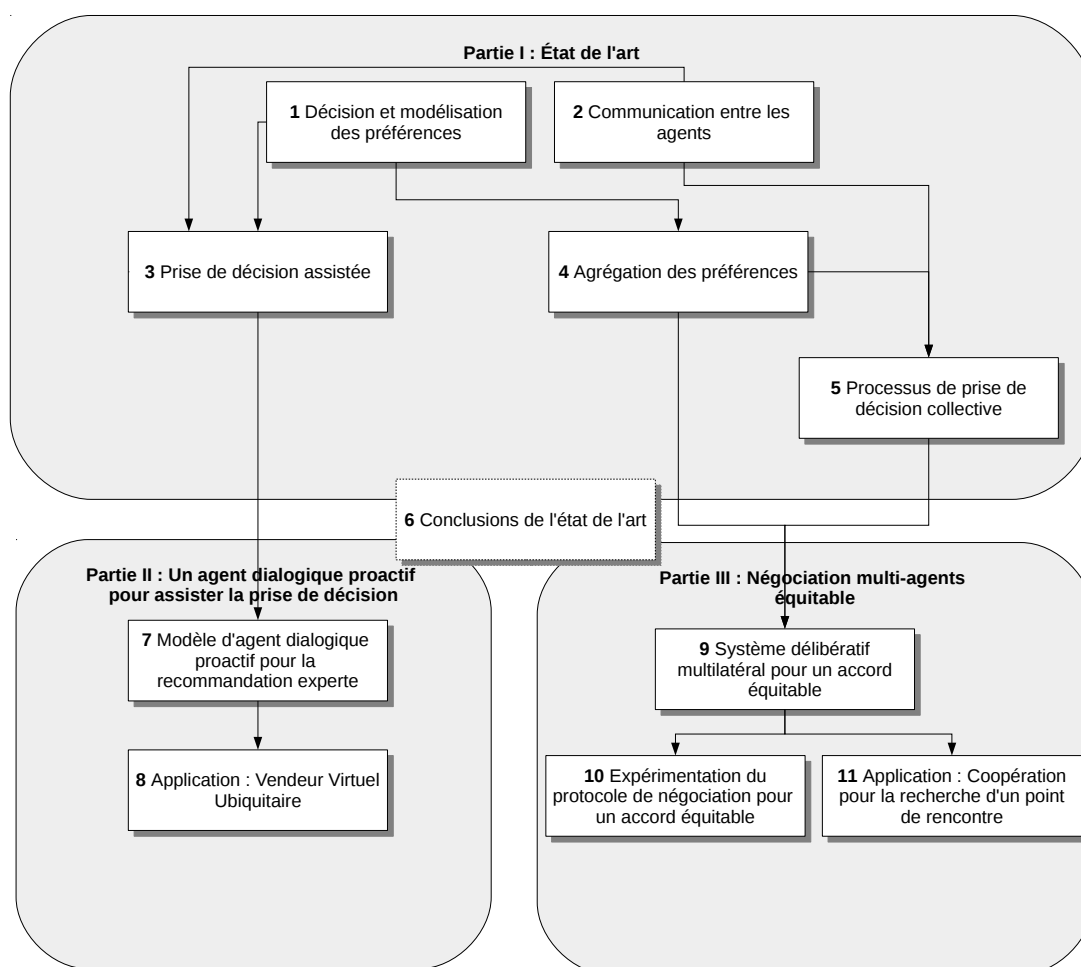 Partie I : État de l'art
1 Décision et modélisation
des préférences
2 Communication entre les
agents
3 Prise de décision assistée
4 Agrégation des préférences
5 Processus de prise de
décision collective
6 Conclusions de l'état de l'art
Partie II : Un agent dialogique proactif
pour assister la prise de décision
7 Modèle d'agent dialogique
proactif pour la
recommandation experte
8 Application : Vendeur Virtuel
Ubiquitaire
Partie III : Négociation multi-agents
équitable
9 Système délibératif
multilatéral pour un accord
équitable
10 Expérimentation du
protocole de négociation pour
un accord équitable
11 Application : Coopération
pour la recherche d'un point
de rencontre